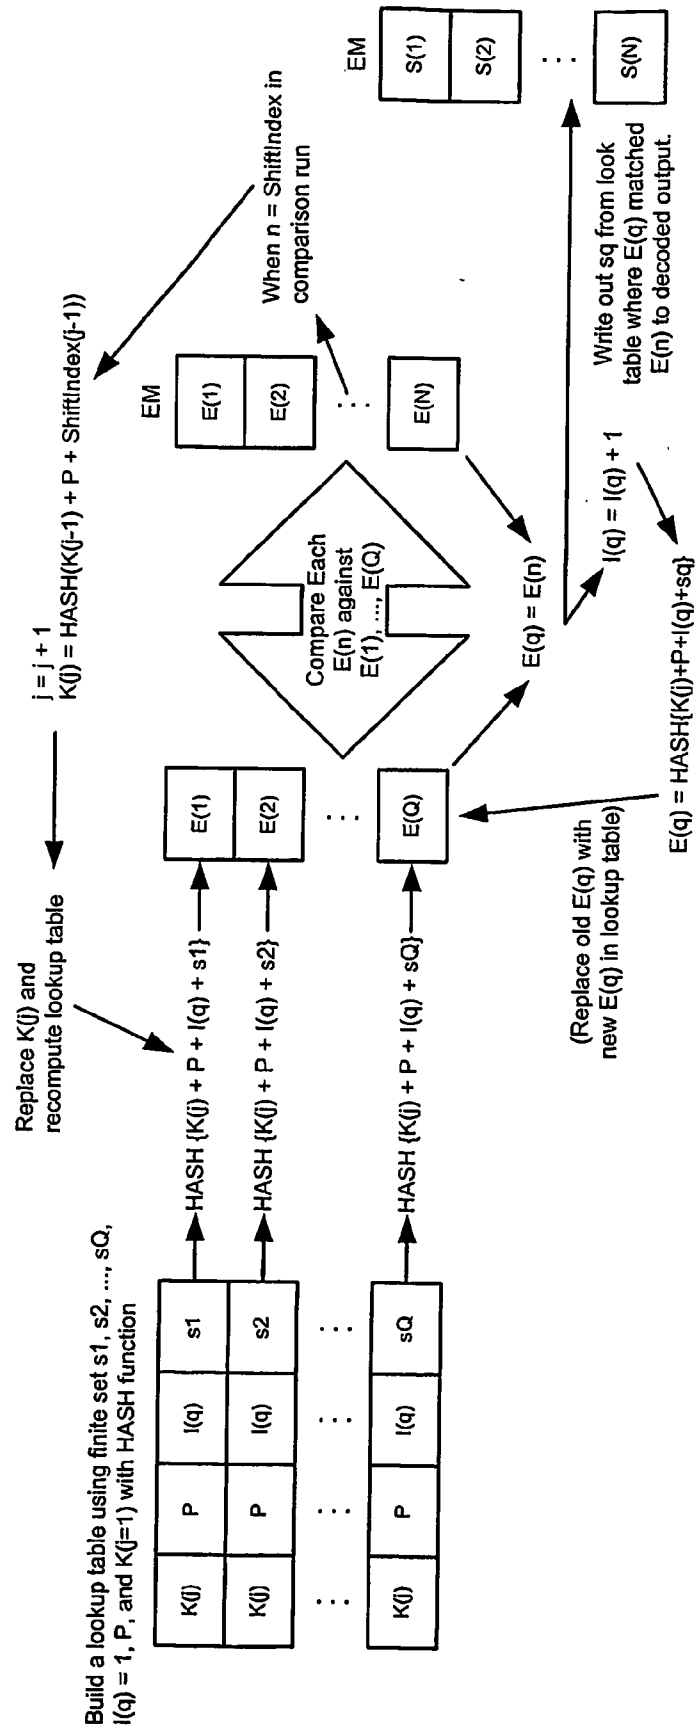 Build a lookup table using finite set s1, s2, ..., sQ,
I(q) = 1, P, and K(j=1) with HASH function
K(j) P I(q) s1
K(j) P I(q) s2
... ... ... ...
K(j) P I(q) sQ
HASH {K(j) + P + I(q) + s1}
HASH {K(j) + P + I(q) + s2}
HASH {K(j) + P + I(q) + sQ}
Replace K(j) and
recompute lookup table
j = j + 1
K(j) = HASH(K(j-1) + P + ShiftIndex(j-1))
E(1)
E(2)
...
E(Q)
Compare Each
E(n) against
E(1), ..., E(Q)
EM
E(1)
E(2)
...
E(N)
When n = ShiftIndex in
comparison run
E(q) = E(n)
I(q) = I(q) + 1
E(q) = HASH{K(j)+P+I(q)+sq}
(Replace old E(q) with
new E(q) in lookup table)
Write out sq from look
table where E(q) matched
E(n) to decoded output.
EM
S(1)
S(2)
...
S(N)